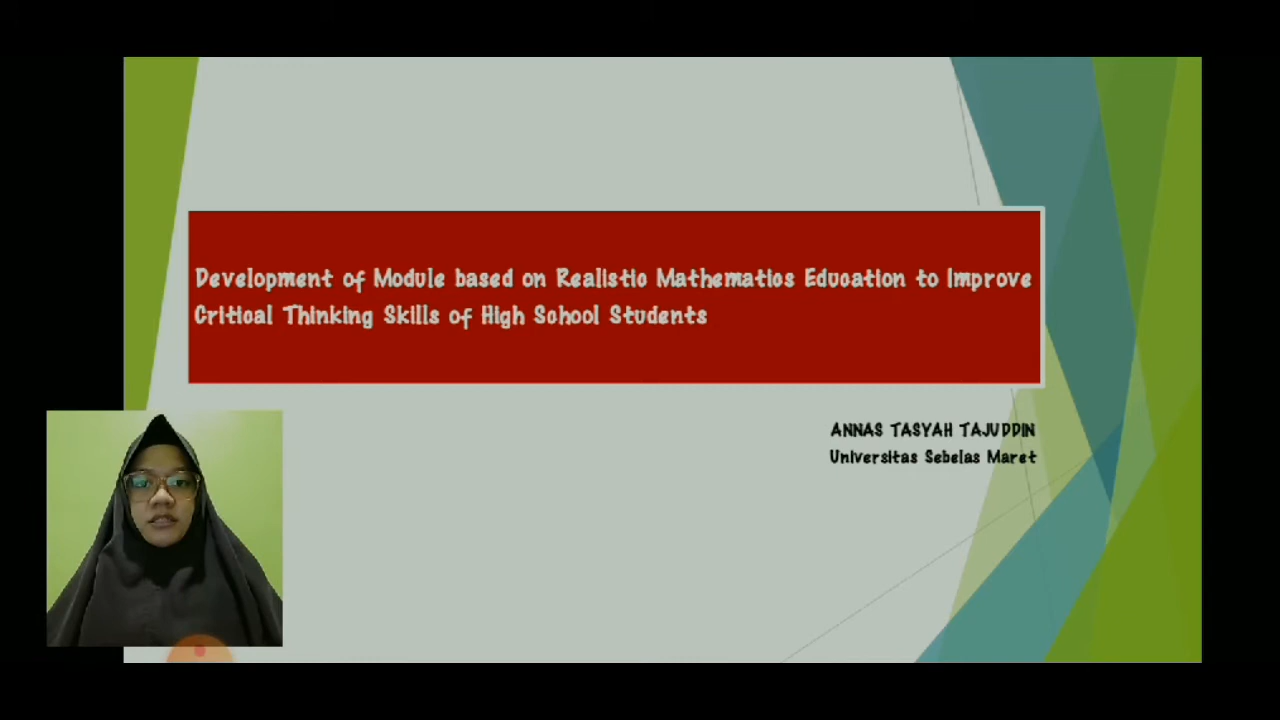 Development of Module based on Realistic Mathematics Education to Improve
Critical Thinking Skills of High School Students
ANNAS TASYAH TAJUDDIN
Universitas Sebelas Maret